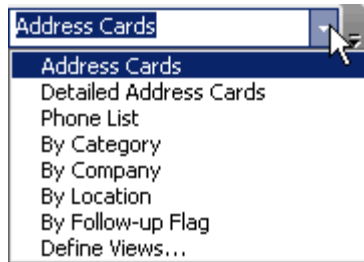 Address Cards
Address Cards
Detailed Address Cards
Phone List
By Category
By Company
By Location
By Follow-up Flag
Define Views...